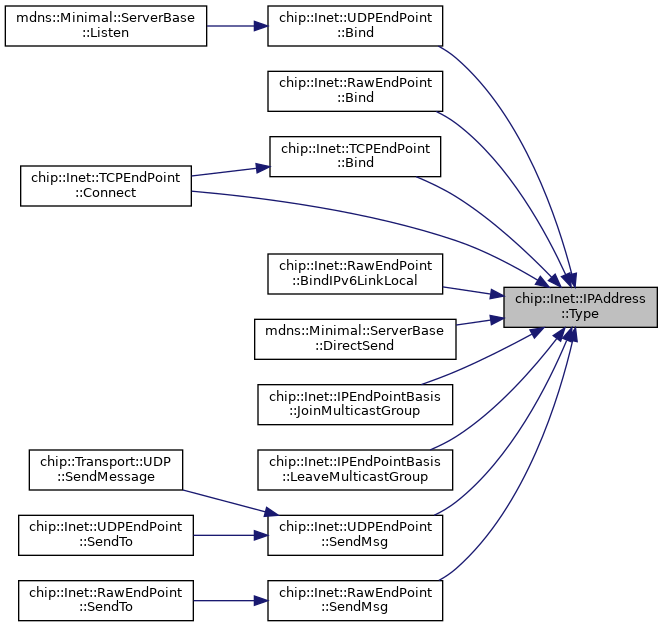 mdns::Minimal::ServerBase
::Listen
chip::Inet::UDPEndPoint
::Bind
chip::Inet::RawEndPoint
::Bind
chip::Inet::TCPEndPoint
::Bind
chip::Inet::TCPEndPoint
::Connect
chip::Inet::RawEndPoint
::BindIPv6LinkLocal
chip::Inet::IPAddress
::Type
mdns::Minimal::ServerBase
::DirectSend
chip::Inet::IPEndPointBasis
::JoinMulticastGroup
chip::Inet::IPEndPointBasis
::LeaveMulticastGroup
chip::Transport::UDP
::SendMessage
chip::Inet::UDPEndPoint
::SendTo
chip::Inet::UDPEndPoint
::SendMsg
chip::Inet::RawEndPoint
::SendTo
chip::Inet::RawEndPoint
::SendMsg